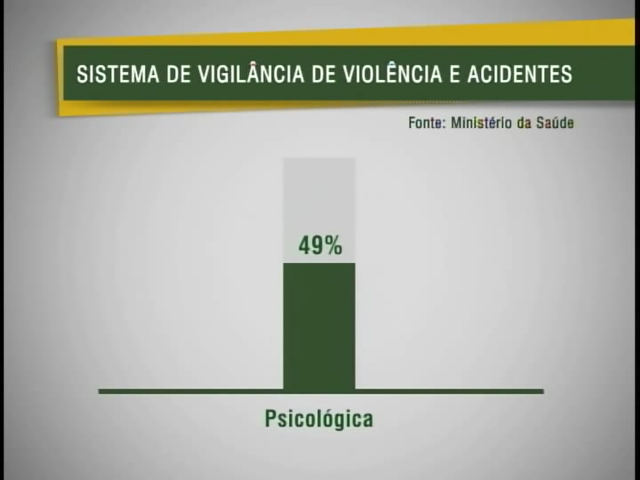 SISTEMA DE VIGILÂNCIA DE VIOLÊNCIA E ACIDENTES
Fonte: Ministério da Saúde
49%
Psicológica